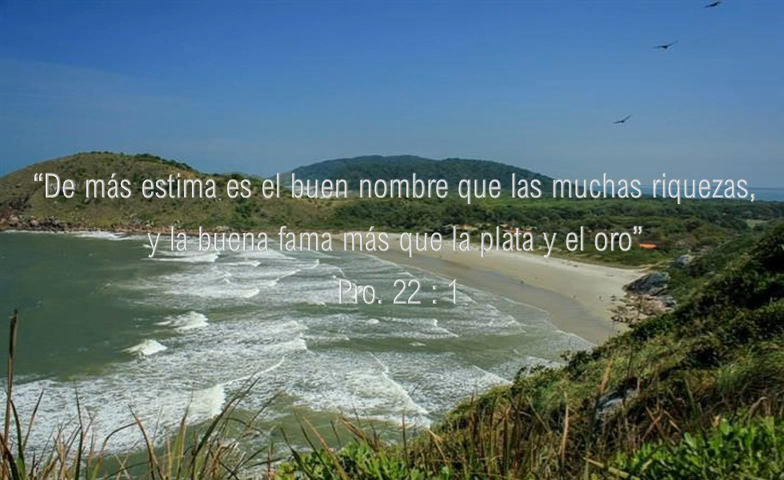 “De más estima es el buen nombre que las muchas riquezas,
y la buena fama más que la plata y el oro”
Pro. 22 : 1